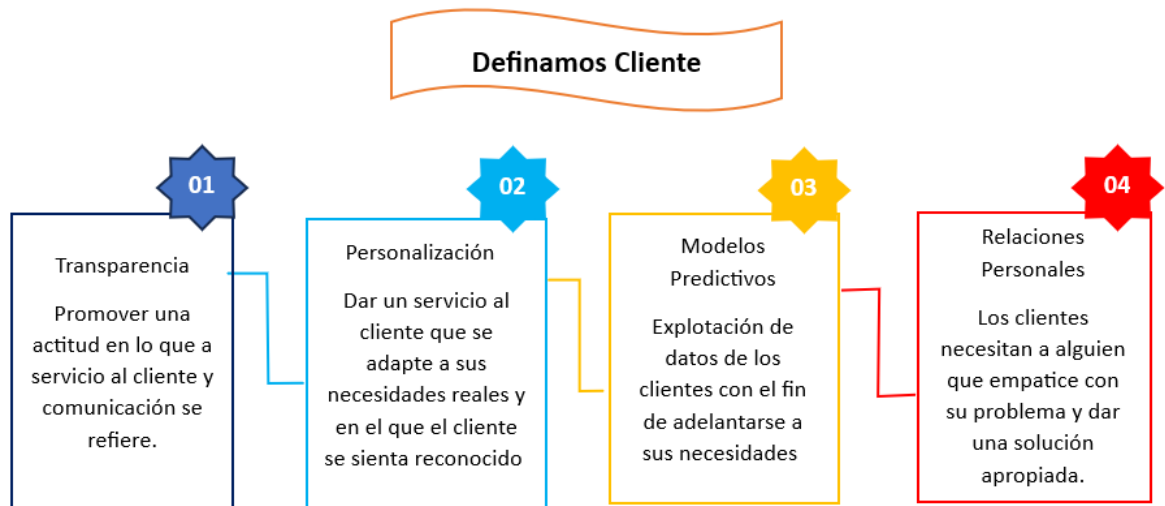 Definamos Cliente
01
Transparencia
Promover una
actitud en lo que a
servicio al cliente y
comunicación se
refiere.
02
Personalización
Dar un servicio al
cliente que se
adapte a sus
necesidades reales y
en el que el cliente
se sienta reconocido
03
Modelos
Predictivos
Explotación de
datos de los
clientes con el fin
de adelantarse a
sus necesidades
04
Relaciones
Personales
Los clientes
necesitan a alguien
que empatice con
su problema y dar
una solución
apropiada.